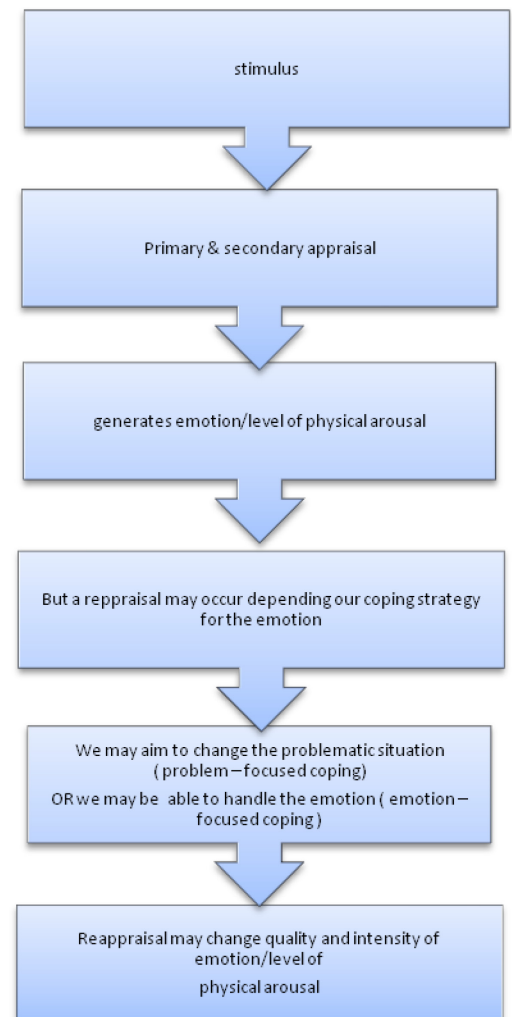 stimulus
Primary & secondary appraisal
generates emotion/level of physical arousal
But a reppraisal may occur depending our coping strategy
for the emotion
We may aim to change the problematic situation
( problem – focused coping)
OR we may be able to handle the emotion ( emotion –
focused coping )
Reappraisal may change quality and intensity of
emotion/level of
physical arousal